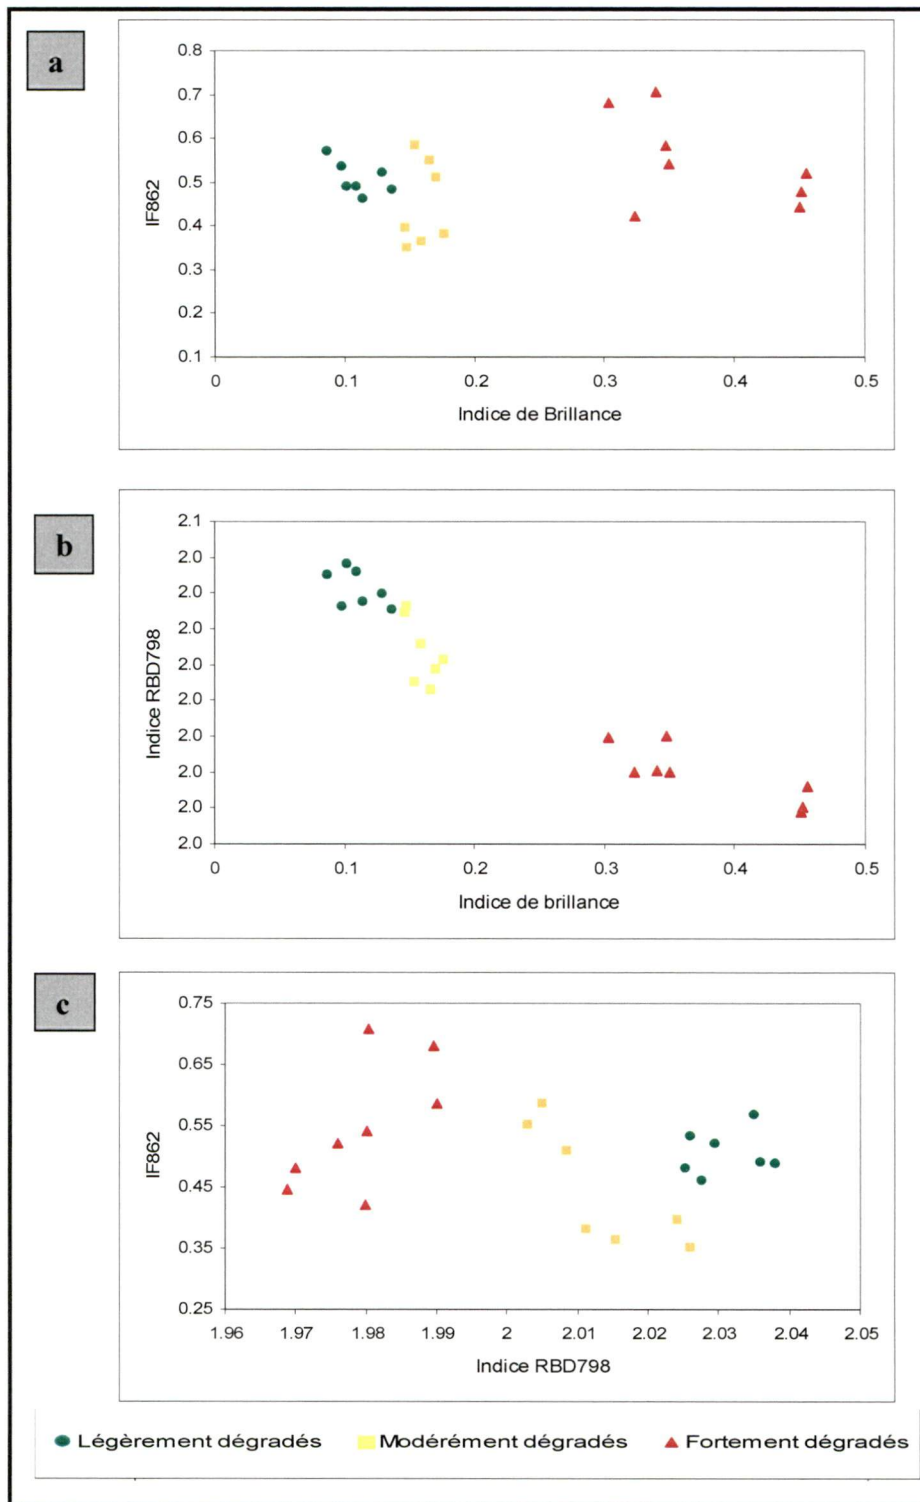 a
0.8
0.7
0.6
0.5
0.4
0.3
0.2
0.1
IF862
0 0.1 0.2 0.3 0.4 0.5
Indice de Brillance
b
2.1
2.0
2.0
2.0
2.0
2.0
2.0
2.0
2.0
2.0
Indice RBD798
0 0.1 0.2 0.3 0.4 0.5
Indice de brillance
c
0.75
0.65
0.55
0.45
0.35
0.25
IF862
1.96 1.97 1.98 1.99 2 2.01 2.02 2.03 2.04 2.05
Indice RBD798
Légèrement dégradés Modérément dégradés Fortement dégradés